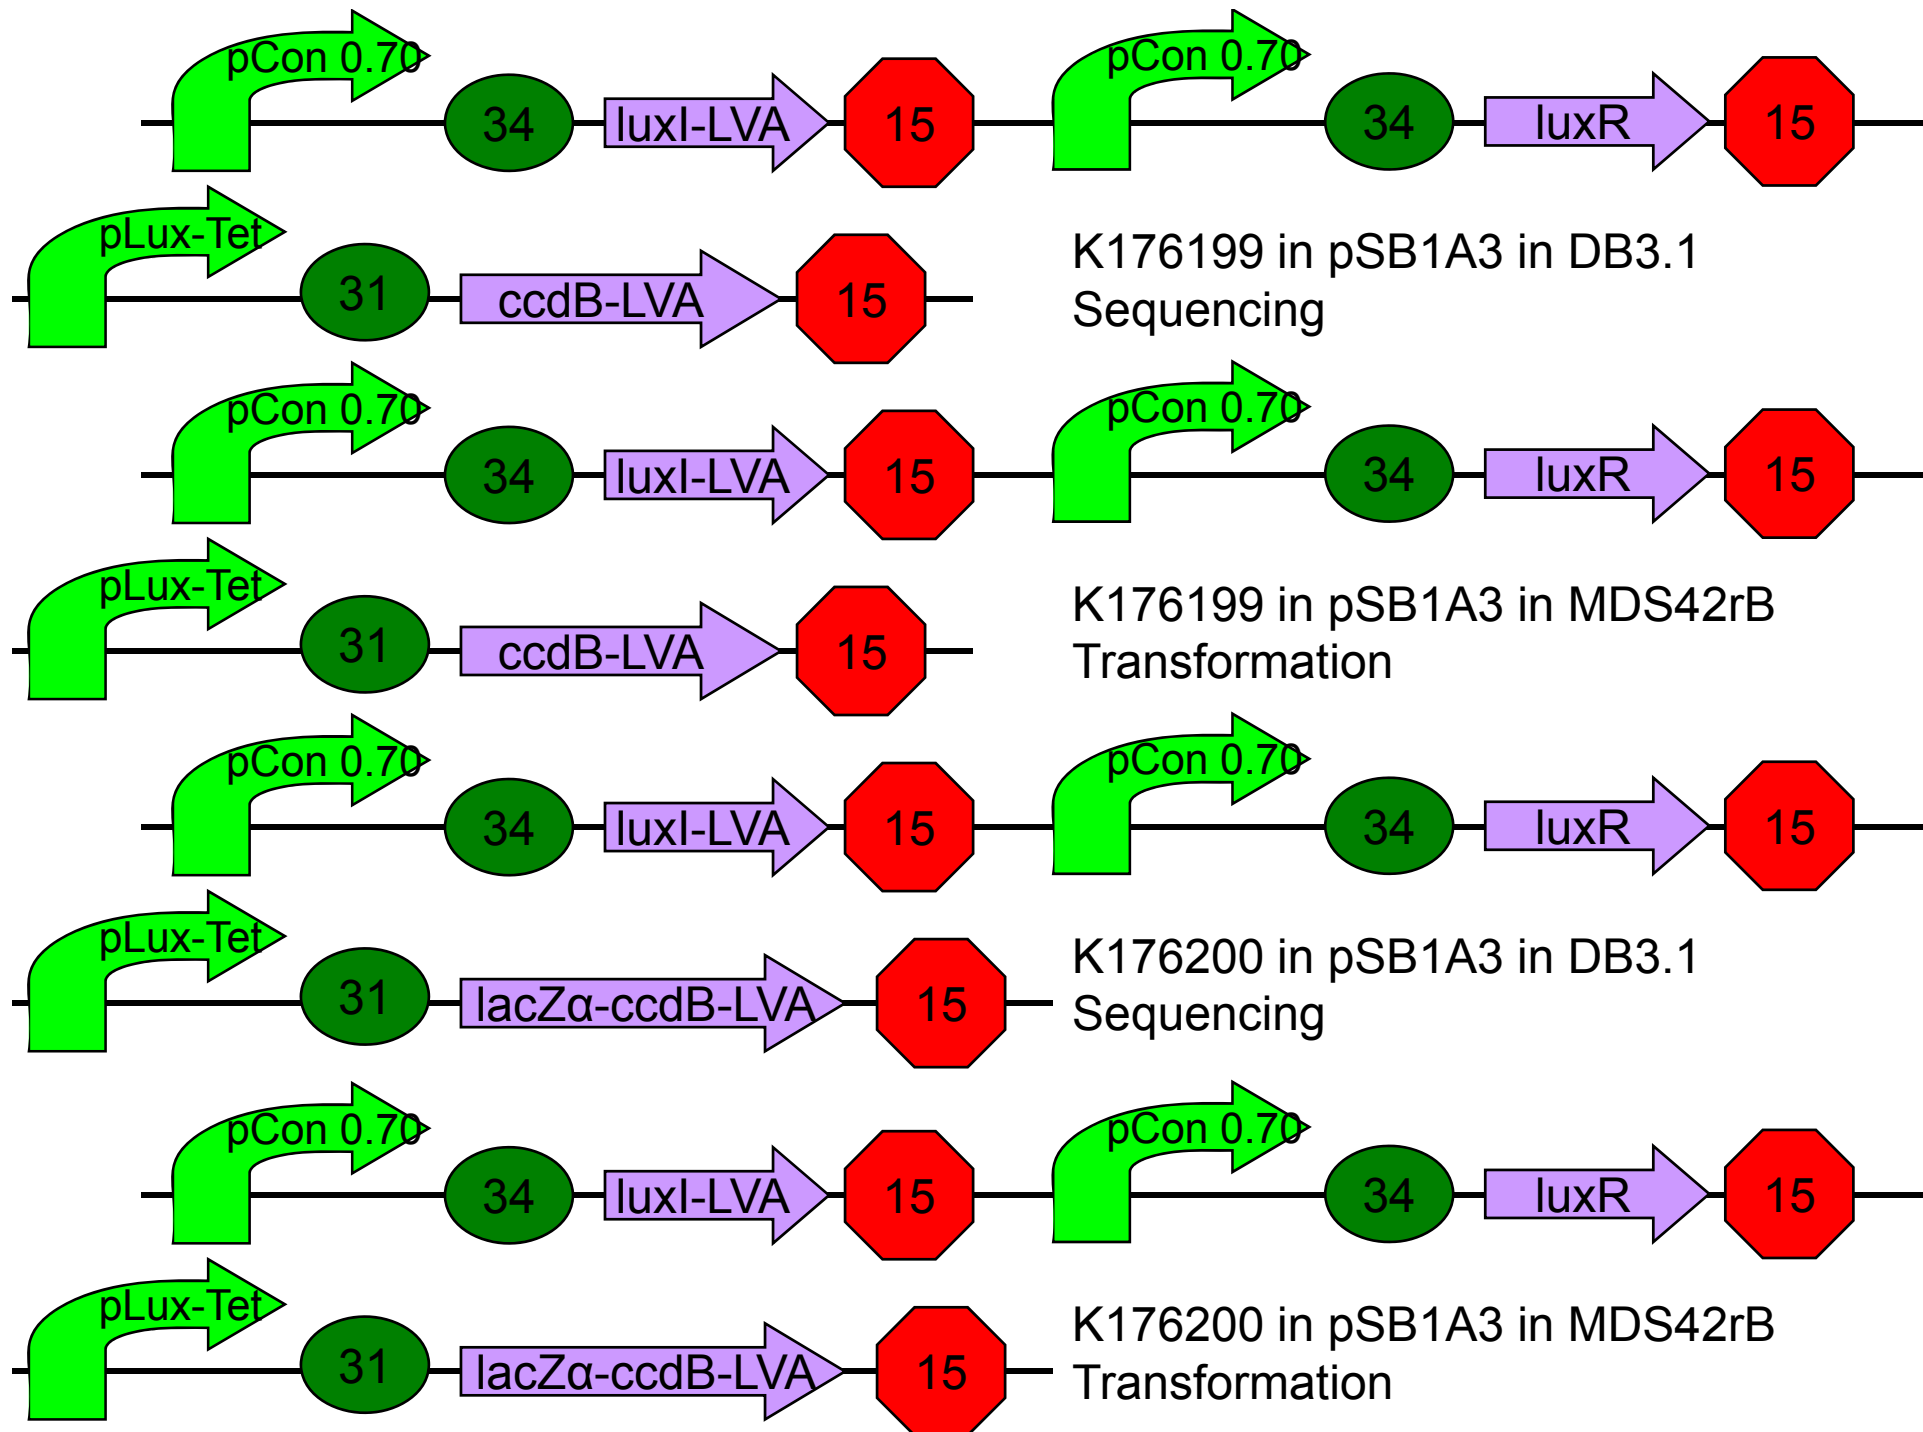 pCon 0.70 34 luxI-LVA 15 pCon 0.70 34 luxR 15
pLux-Tet 31 ccdB-LVA 15
K176199 in pSB1A3 in DB3.1
Sequencing
pCon 0.70 34 luxI-LVA 15 pCon 0.70 34 luxR 15
pLux-Tet 31 ccdB-LVA 15
K176199 in pSB1A3 in MDS42rB
Transformation
pCon 0.70 34 luxI-LVA 15 pCon 0.70 34 luxR 15
pLux-Tet 31 lacZα-ccdB-LVA 15
K176200 in pSB1A3 in DB3.1
Sequencing
pCon 0.70 34 luxI-LVA 15 pCon 0.70 34 luxR 15
pLux-Tet 31 lacZα-ccdB-LVA 15
K176200 in pSB1A3 in MDS42rB
Transformation